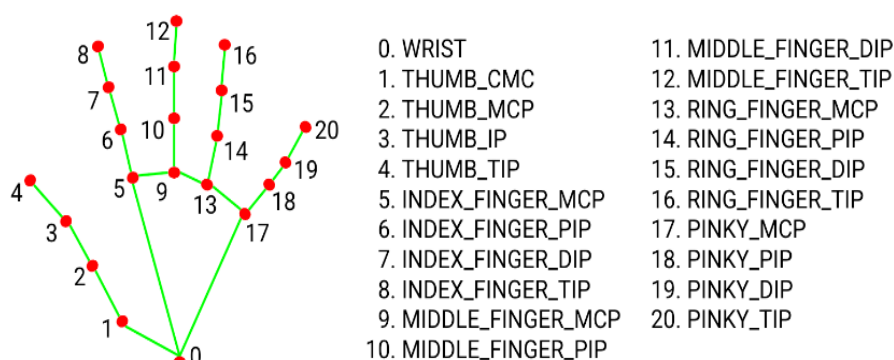 12
8
16
11
7
15
10
6
20
14
4
19
5
9
13
18
3
17
2
1
0
0. WRIST
1. THUMB_CMC
2. THUMB_MCP
3. THUMB_IP
4. THUMB_TIP
5. INDEX_FINGER_MCP
6. INDEX_FINGER_PIP
7. INDEX_FINGER_DIP
8. INDEX_FINGER_TIP
9. MIDDLE_FINGER_MCP
10. MIDDLE_FINGER_PIP
11. MIDDLE_FINGER_DIP
12. MIDDLE_FINGER_TIP
13. RING_FINGER_MCP
14. RING_FINGER_PIP
15. RING_FINGER_DIP
16. RING_FINGER_TIP
17. PINKY_MCP
18. PINKY_PIP
19. PINKY_DIP
20. PINKY_TIP